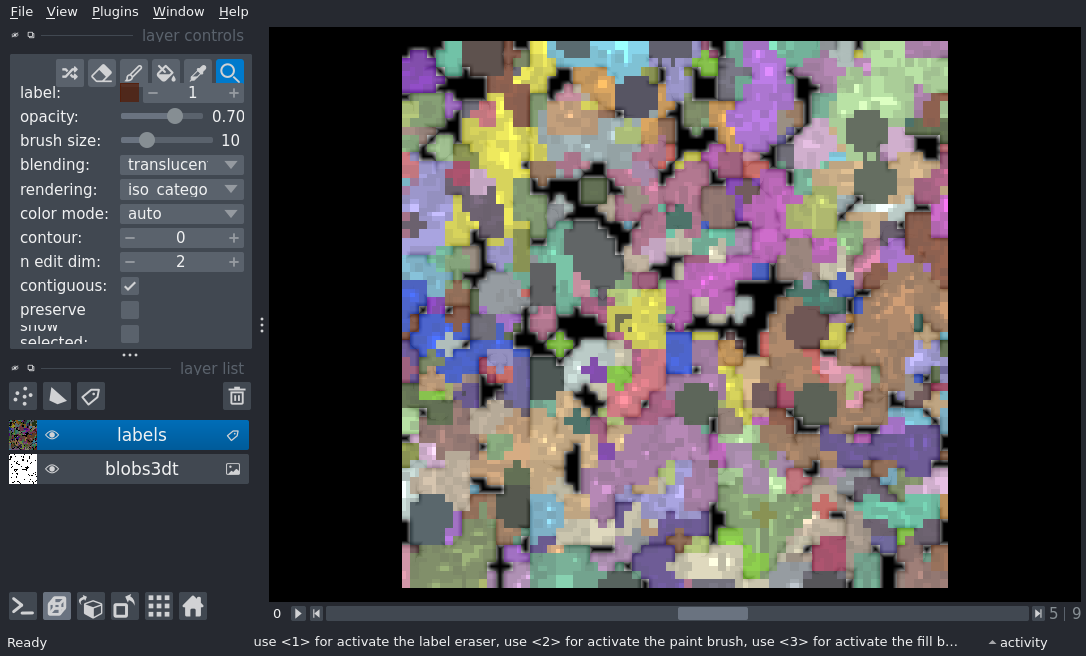 File View Plugins Window Help
layer controls
label: 1
opacity: 0.70
brush size: 10
blending: translucen
rendering: iso_catego
color mode: auto
contour: 0
n edit dim: 2
contiguous:
preserve
show
selected:
layer list
labels
blobs3dt
0 5 | 9
Ready use <1> for activate the label eraser, use <2> for activate the paint brush, use <3> for activate the fill b... activity